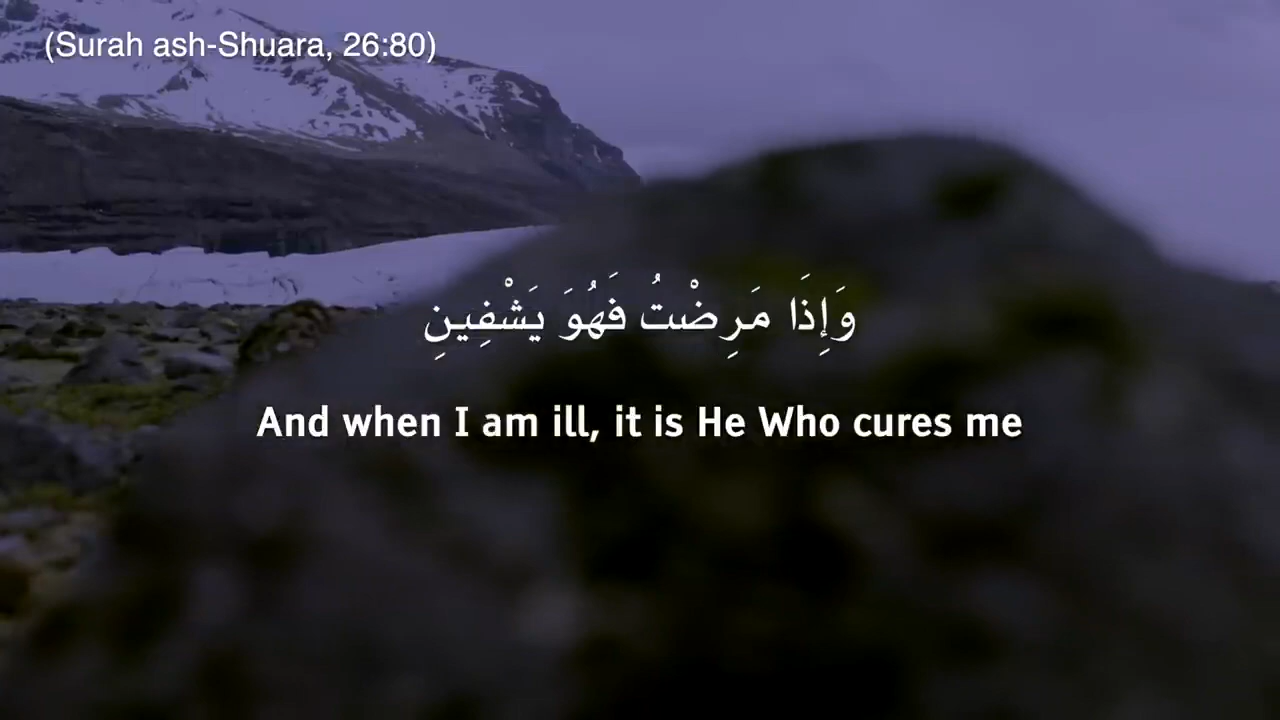 (Surah ash-Shuara, 26:80)
وَإِذَا مَرِضْتُ فَهُوَ يَشْفِينِ
And when I am ill, it is He Who cures me